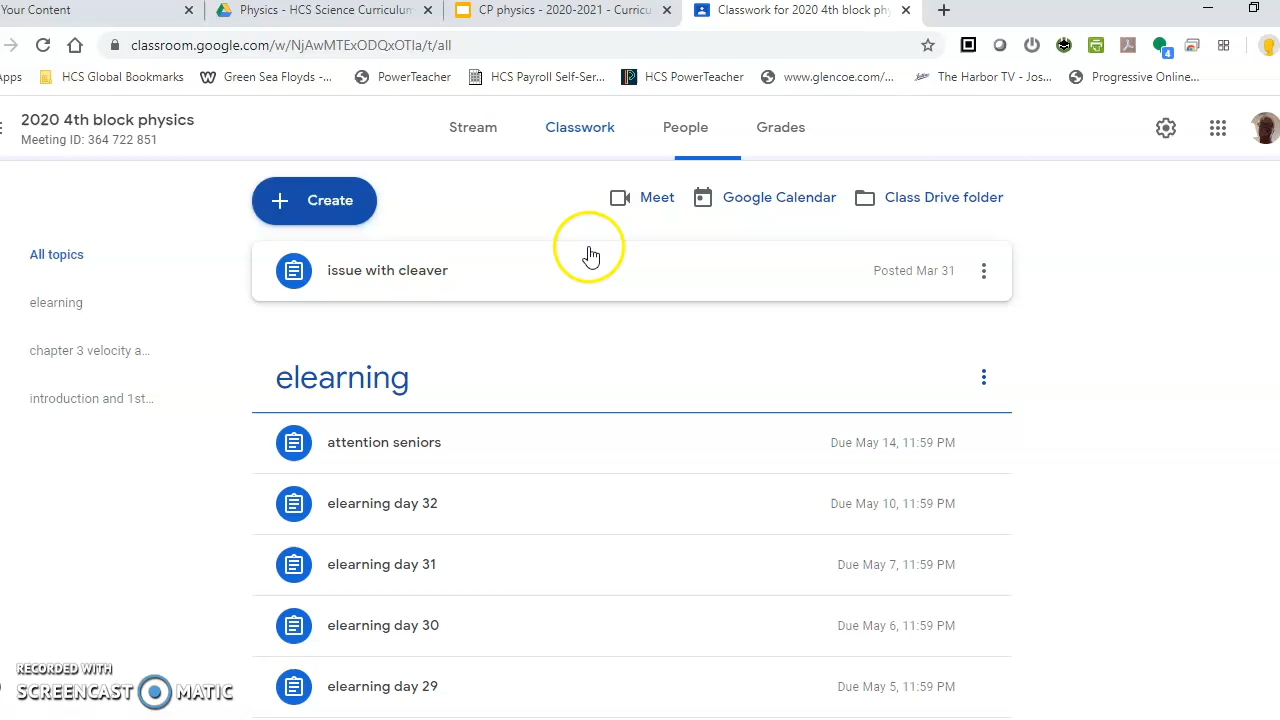 Your Content
Physics - HCS Science Curriculum
CP physics - 2020-2021 - Curricu
Classwork for 2020 4th block phy
classroom.google.com/w/MjAwMTExODQxOTIa/t/all
4
Apps
HCS Global Bookmarks
Green Sea Floyds -...
PowerTeacher
HCS Payroll Self-Ser...
HCS PowerTeacher
www.glencoe.com/...
The Harbor TV - Jos...
Progressive Online...
2020 4th block physics
Meeting ID: 364 722 851
Stream
Classwork
People
Grades
Create
Meet
Google Calendar
Class Drive folder
All topics
elearning
chapter 3 velocity a...
introduction and 1st...
issue with cleaver
Posted Mar 31
elearning
attention seniors
Due May 14, 11:59 PM
elearning day 32
Due May 10, 11:59 PM
elearning day 31
Due May 7, 11:59 PM
elearning day 30
Due May 6, 11:59 PM
elearning day 29
Due May 5, 11:59 PM
RECORDED WITH
SCREENCAST MATIC